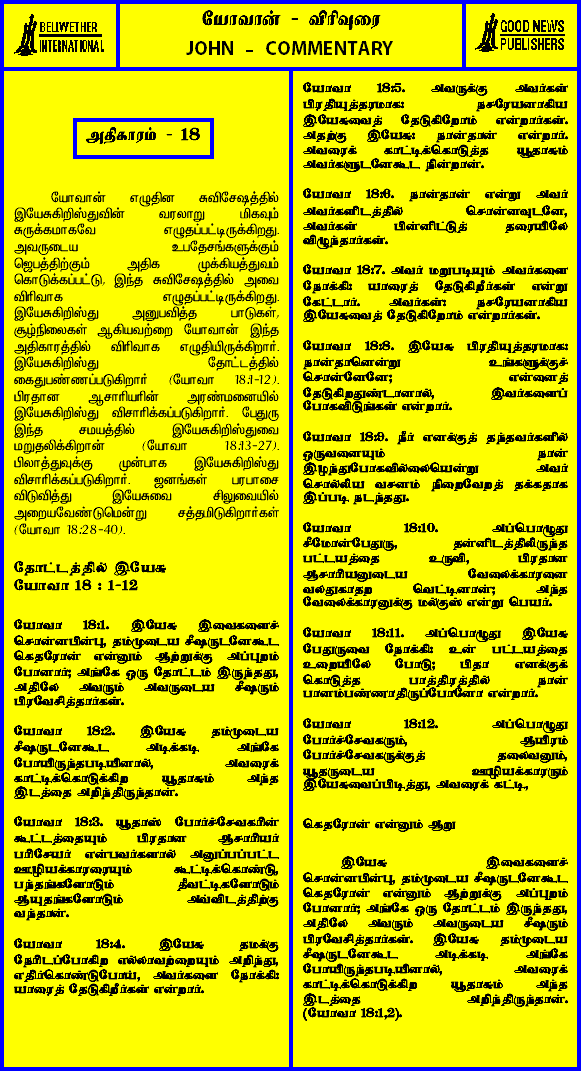 BELLWETHER
INTERNATIONAL
யோவான் - விரிவுரை
JOHN - COMMENTARY
GOOD NEWS
PUBLISHERS
அதிகாரம் - 18
யோவான் எழுதின சுவிசேஷத்தில்
இயேசுகிறிஸ்துவின் வரலாறு மிகவும்
சுருக்கமாகவே எழுதப்பட்டிருக்கிறது.
அவருடைய உபதேசங்களுக்கும்
ஜெபத்திற்கும் அதிக முக்கியத்துவம்
கொடுக்கப்பட்டு, இந்த சுவிசேஷத்தில் அவை
விரிவாக எழுதப்பட்டிருக்கிறது.
இயேசுகிறிஸ்து அனுபவித்த பாடுகள்,
சூழ்நிலைகள் ஆகியவற்றை யோவான் இந்த
அதிகாரத்தில் விரிவாக எழுதியிருக்கிறார்.
இயேசுகிறிஸ்து தோட்டத்தில்
கைதுபண்ணப்படுகிறார் (யோவா 18:1-12).
பிரதான ஆசாரியரின் அரண்மனையில்
இயேசுகிறிஸ்து விசாரிக்கப்படுகிறார். பேதுரு
இந்த சமயத்தில் இயேசுகிறிஸ்துவை
மறுதலிக்கிறான் (யோவா 18:13-27).
பிலாத்துவுக்கு முன்பாக இயேசுகிறிஸ்து
விசாரிக்கப்படுகிறார். ஜனங்கள் பரபாசை
விடுவித்து இயேசுவை சிலுவையில்
அறையவேண்டுமென்று சத்தமிடுகிறார்கள்
(யோவா 18:28-40).
தோட்டத்தில் இயேசு
யோவா 18 : 1-12
யோவா 18:1. இயேசு இவைகளைச்
சொன்னபின்பு, தம்முடைய சீஷருடனேகூட
கெதரோன் என்னும் ஆற்றுக்கு அப்புறம்
போனார்; அங்கே ஒரு தோட்டம் இருந்தது,
அதிலே அவரும் அவருடைய சீஷரும்
பிரவேசித்தார்கள்.
யோவா 18:2. இயேசு தம்முடைய
சீஷருடனேகூட அடிக்கடி அங்கே
போயிருந்தபடியினால், அவரைக்
காட்டிக்கொடுக்கிற யூதாசும் அந்த
இடத்தை அறிந்திருந்தான்.
யோவா 18:3. யூதாஸ் போர்ச்சேவகரின்
கூட்டத்தையும் பிரதான ஆசாரியர்
பரிசேயர் என்பவர்களால் அனுப்பப்பட்ட
ஊழியக்காரரையும் கூட்டிக்கொண்டு,
பந்தங்களோடும் தீவட்டிகளோடும்
ஆயுதங்களோடும் அவ்விடத்திற்கு
வந்தான்.
யோவா 18:4. இயேசு தமக்கு
நேரிடப்போகிற எல்லாவற்றையும் அறிந்து,
எதிர்கொண்டுபோய், அவர்களை நோக்கி:
யாரைத் தேடுகிறீர்கள் என்றார்.
யோவா 18:5. அவருக்கு அவர்கள்
பிரதியுத்தரமாக: நசரேயனாகிய
இயேசுவைத் தேடுகிறோம் என்றார்கள்.
அதற்கு இயேசு: நான்தான் என்றார்.
அவரைக் காட்டிக்கொடுத்த யூதாசும்
அவர்களுடனேகூட நின்றான்.
யோவா 18:6. நான்தான் என்று அவர்
அவர்களிடத்தில் சொன்னவுடனே,
அவர்கள் பின்னிட்டுத் தரையிலே
விழுந்தார்கள்.
யோவா 18:7. அவர் மறுபடியும் அவர்களை
நோக்கி: யாரைத் தேடுகிறீர்கள் என்று
கேட்டார். அவர்கள்: நசரேயனாகிய
இயேசுவைத் தேடுகிறோம் என்றார்கள்.
யோவா 18:8. இயேசு பிரதியுத்தரமாக:
நான்தானென்று உங்களுக்குச்
சொன்னேனே; என்னைத்
தேடுகிறதுண்டானால், இவர்களைப்
போகவிடுங்கள் என்றார்.
யோவா 18:9. நீர் எனக்குத் தந்தவர்களில்
ஒருவனையும் நான்
இழந்துபோகவில்லையென்று அவர்
சொல்லிய வசனம் நிறைவேறத் தக்கதாக
இப்படி நடந்தது.
யோவா 18:10. அப்பொழுது
சீமோன்பேதுரு, தன்னிடத்திலிருந்த
பட்டயத்தை உருவி, பிரதான
ஆசாரியனுடைய வேலைக்காரனை
வலதுகாதற வெட்டினான்; அந்த
வேலைக்காரனுக்கு மல்குஸ் என்று பெயர்.
யோவா 18:11. அப்பொழுது இயேசு
பேதுருவை நோக்கி: உன் பட்டயத்தை
உறையிலே போடு; பிதா எனக்குக்
கொடுத்த பாத்திரத்தில் நான்
பானம்பண்ணாதிருப்பேனோ என்றார்.
யோவா 18:12. அப்பொழுது
போர்ச்சேவகரும், ஆயிரம்
போர்ச்சேவகருக்குத் தலைவனும்,
யூதருடைய ஊழியக்காரரும்
இயேசுவைப்பிடித்து, அவரைக் கட்டி,
கெதரோன் என்னும் ஆறு
இயேசு இவைகளைச்
சொன்னபின்பு, தம்முடைய சீஷருடனேகூட
கெதரோன் என்னும் ஆற்றுக்கு அப்புறம்
போனார்; அங்கே ஒரு தோட்டம் இருந்தது,
அதிலே அவரும் அவருடைய சீஷரும்
பிரவேசித்தார்கள். இயேசு தம்முடைய
சீஷருடனேகூட அடிக்கடி அங்கே
போயிருந்தபடியினால், அவரைக்
காட்டிக்கொடுக்கிற யூதாசும் அந்த
இடத்தை அறிந்திருந்தான்.
(யோவா 18:1,2).